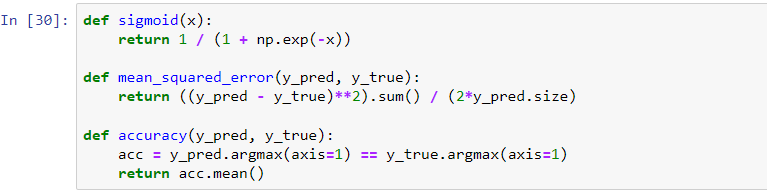 In [30]: def sigmoid(x):
    return 1 / (1 + np.exp(-x))
def mean_squared_error(y_pred, y_true):
    return ((y_pred - y_true)**2).sum() / (2*y_pred.size)
def accuracy(y_pred, y_true):
    acc = y_pred.argmax(axis=1) == y_true.argmax(axis=1)
    return acc.mean()